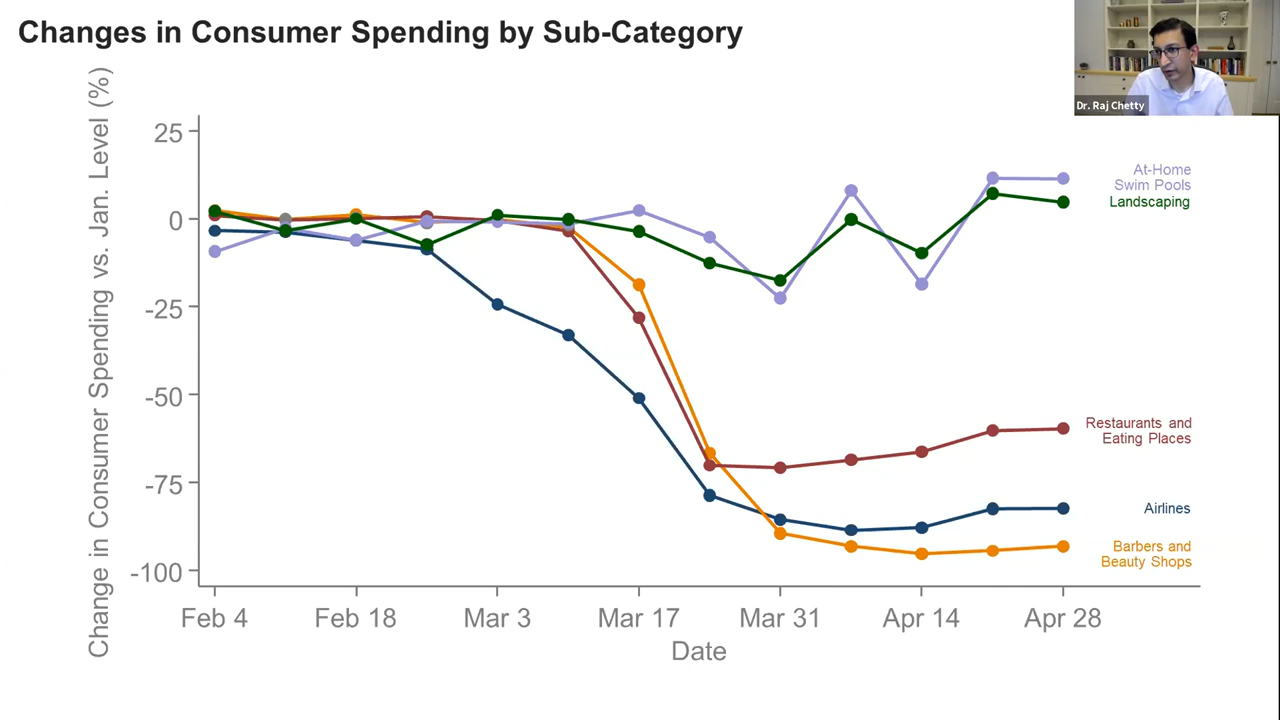 Changes in Consumer Spending by Sub-Category
Dr. Raj Chetty
Change in Consumer Spending vs. Jan. Level (%)
25
0
-25
-50
-75
-100
At-Home
Swim Pools
Landscaping
Restaurants and
Eating Places
Airlines
Barbers and
Beauty Shops
Feb 4
Feb 18
Mar 3
Mar 17
Mar 31
Apr 14
Apr 28
Date